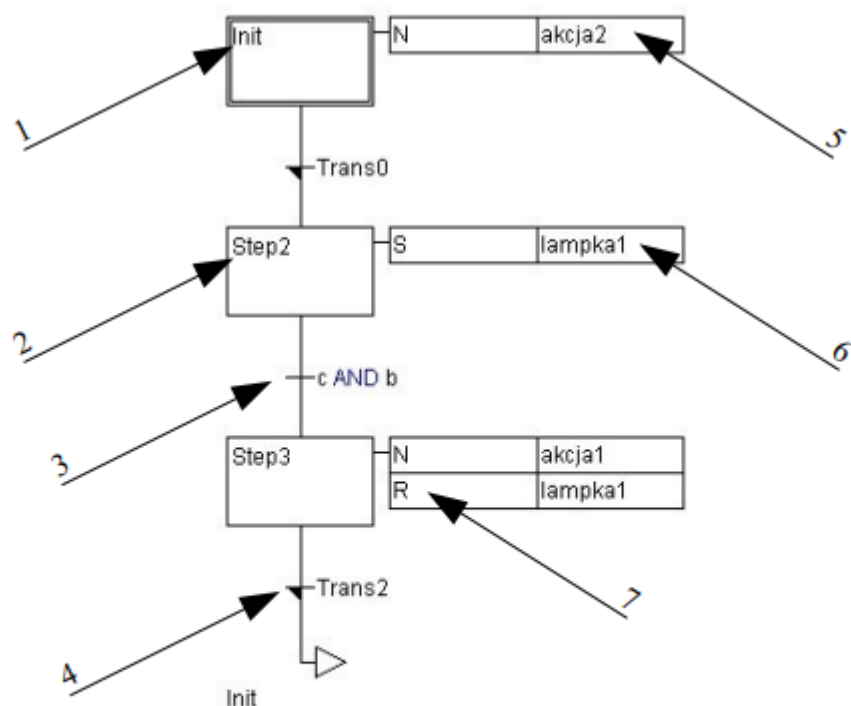 Init
N akcja2
1
5
Trans0
Step2
S lampka1
2
6
c AND b
3
Step3
N akcja1
R lampka1
7
Trans2
4
Init